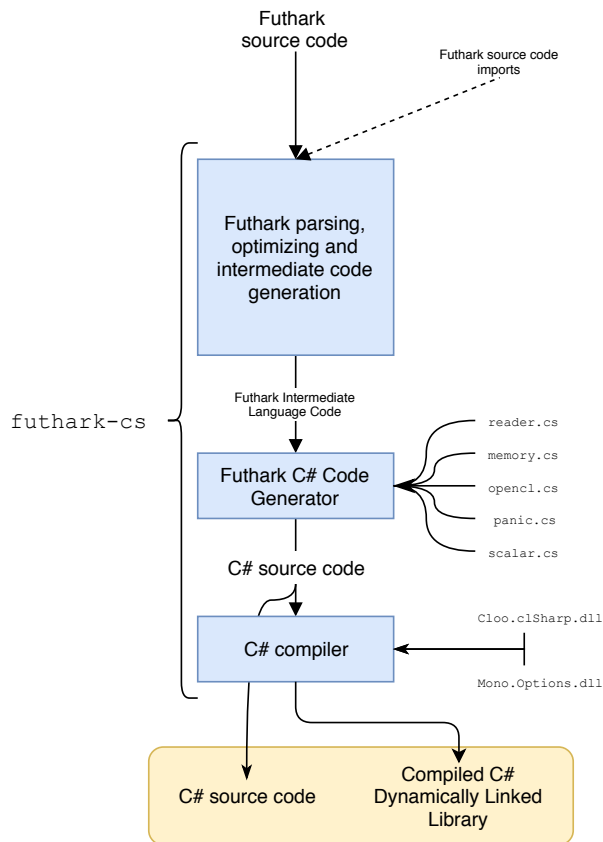 Futhark
source code
Futhark source code
imports
Futhark parsing,
optimizing and
intermediate code
generation
Futhark Intermediate
Language Code
futhark-cs
reader.cs
memory.cs
opencl.cs
panic.cs
scalar.cs
Futhark C# Code
Generator
C# source code
Cloo.clSharp.dll
C# compiler
Mono.Options.dll
C# source code
Compiled C#
Dynamically Linked
Library